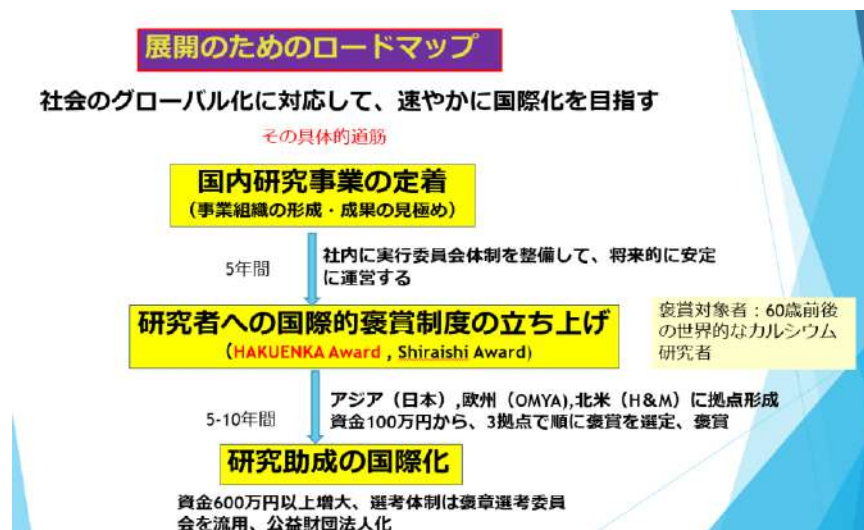 展開のためのロードマップ
社会のグローバル化に対応して、速やかに国際化を目指す
その具体的道筋
国内研究事業の定着
（事業組織の形成・成果の見極め）
5年間
社内に実行委員会体制を整備して、将来的に安定
に運営する
研究者への国際的褒賞制度の立ち上げ
（HAKUENKA Award , Shiraishi Award)
褒賞対象者：60歳前後
の世界的なカルシウム
研究者
5-10年間
アジア（日本）,欧州（OMYA),北米（H＆M）に拠点形成
資金100万円から、3拠点で順に褒賞を選定、褒賞
研究助成の国際化
資金600万円以上増大、選考体制は褒章選考委員
会を流用、公益財団法人化